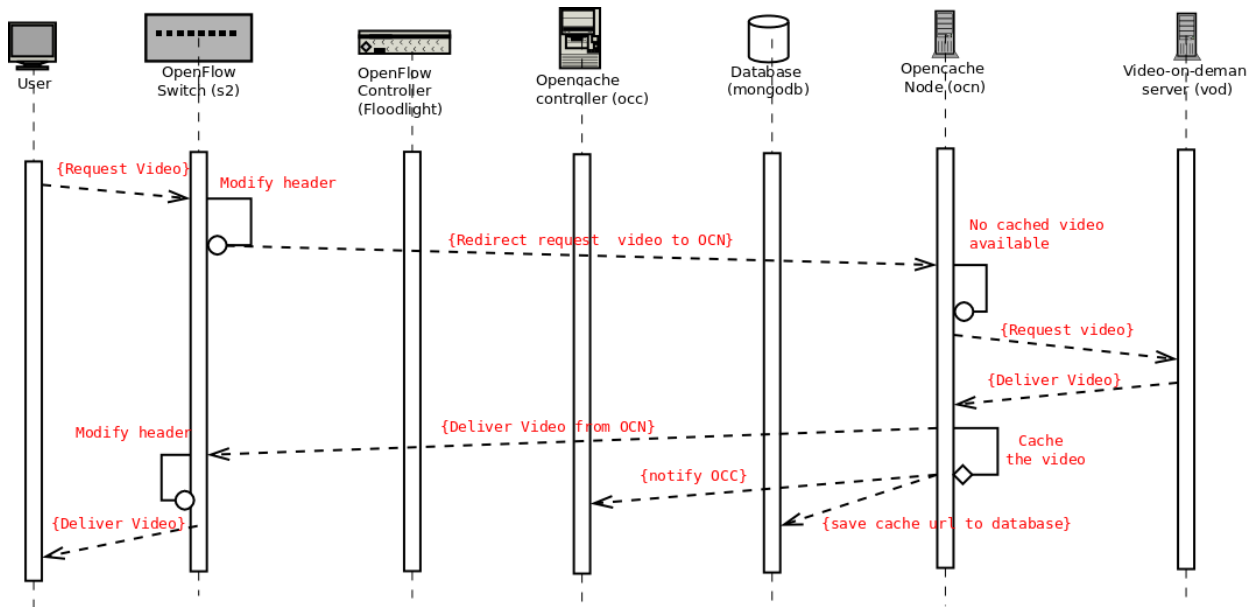 User
OpenFlow
Switch (s2)
OpenFlow
Controller
(Floodlight)
Opencache
controller (occ)
Database
(mongodb)
Opencache
Node (ocn)
Video-on-deman
server (vod)
{Request Video}
Modify header
{Redirect request  video to OCN}
No cached video
available
{Request video}
{Deliver Video}
{Deliver Video from OCN}
Modify header
Cache
the video
{notify OCC}
{save cache url to database}
{Deliver Video}